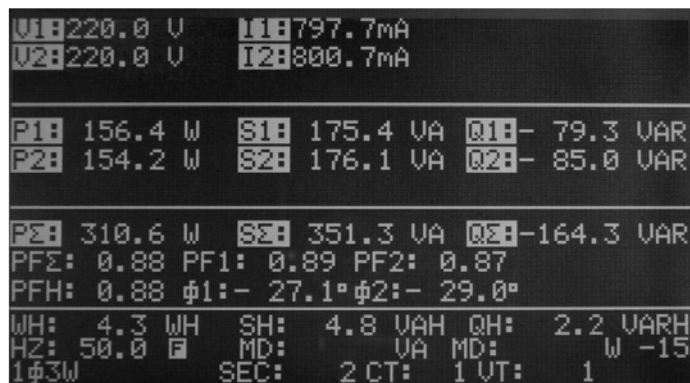 V1:220.0 V I1:797.7mA
V2:220.0 V I2:800.7mA
P1: 156.4 W S1: 175.4 VA Q1:- 79.3 VAR
P2: 154.2 W S2: 176.1 VA Q2:- 85.0 VAR
PΣ: 310.6 W SΣ: 351.3 VA QΣ:-164.3 VAR
PFΣ: 0.88 PF1: 0.89 PF2: 0.87
PFH: 0.88 ϕ1:- 27.1° ϕ2:- 29.0°
WH: 4.3 WH SH: 4.8 VAH QH: 2.2 VARH
HZ: 50.0 F MD: VA MD: W -15
1ϕ3W SEC: 2 CT: 1 VT: 1